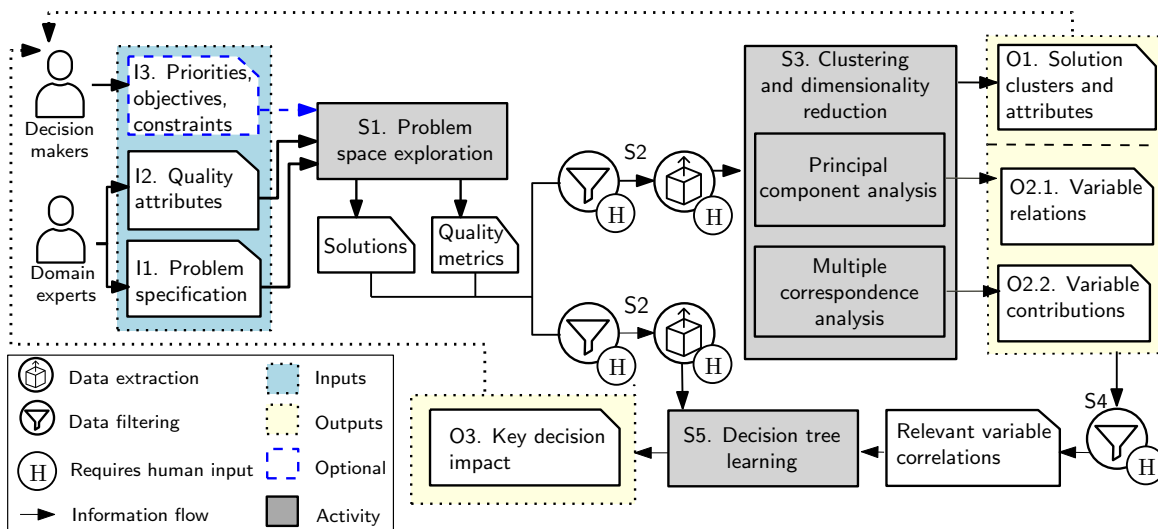 Decision
makers
Domain
experts
I3. Priorities,
objectives,
constraints
I2. Quality
attributes
I1. Problem
specification
S1. Problem
space exploration
Solutions
Quality
metrics
S2
H
H
S2
H
H
S3. Clustering
and dimensionality
reduction
Principal
component analysis
Multiple
correspondence
analysis
O1. Solution
clusters and
attributes
O2.1. Variable
relations
O2.2. Variable
contributions
S4
H
Relevant variable
correlations
S5. Decision tree
learning
O3. Key decision
impact
Data extraction
Data filtering
H
Requires human input
Information flow
Inputs
Outputs
Optional
Activity